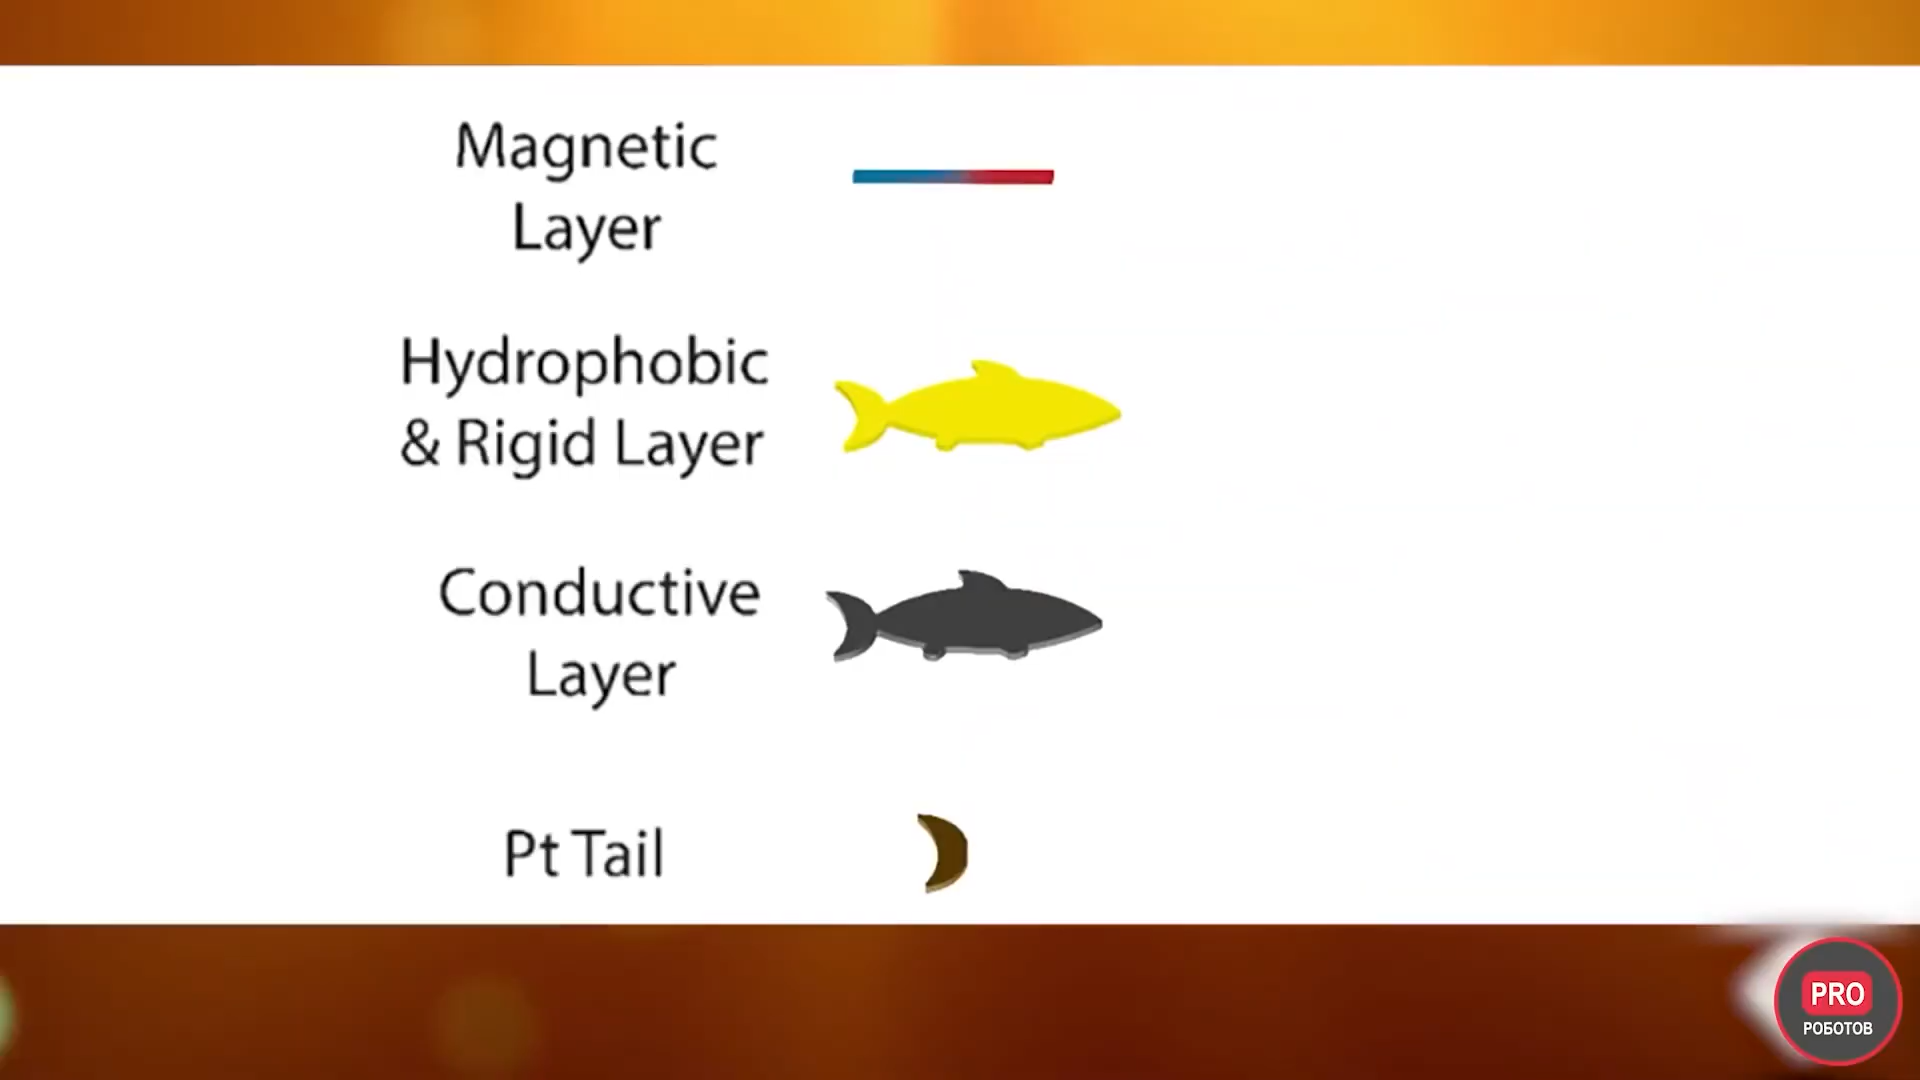 Magnetic
Layer
Hydrophobic
& Rigid Layer
Conductive
Layer
Pt Tail
PRO
РОБОТОВ